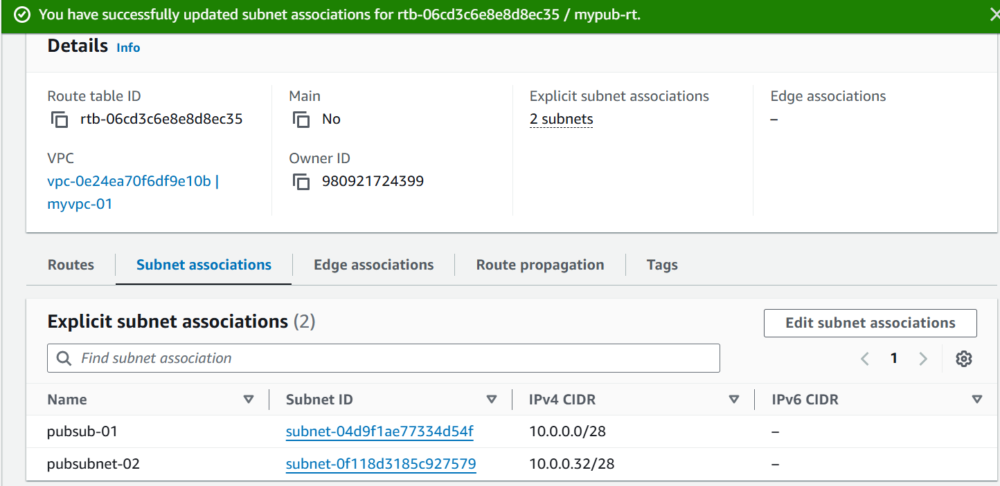 You have successfully updated subnet associations for rtb-06cd3c6e8e8d8ec35 / mypub-rt.
Details Info
Route table ID
rtb-06cd3c6e8e8d8ec35
Main
No
Explicit subnet associations
2 subnets
Edge associations
–
VPC
vpc-0e24ea70f6df9e10b |
myvpc-01
Owner ID
980921724399
Routes
Subnet associations
Edge associations
Route propagation
Tags
Explicit subnet associations (2)
Edit subnet associations
Find subnet association
1
Name Subnet ID IPv4 CIDR IPv6 CIDR
pubsub-01 subnet-04d9f1ae77334d54f 10.0.0.0/28 –
pubsubnet-02 subnet-0f118d3185c927579 10.0.0.32/28 –